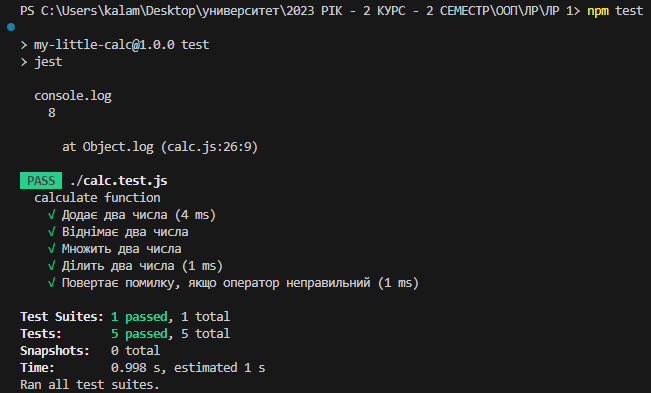 PS C:\Users\kalam\Desktop\університет\2023 РІК - 2 КУРС - 2 СЕМЕСТР\ООП\ЛР\ЛР 1> npm test
> my-little-calc@1.0.0 test
> jest
console.log
8
at Object.log (calc.js:26:9)
PASS ./calc.test.js
calculate function
√ Додає два числа (4 ms)
√ Віднімає два числа
√ Множить два числа
√ Ділить два числа (1 ms)
√ Повертає помилку, якщо оператор неправильний (1 ms)
Test Suites: 1 passed, 1 total
Tests: 5 passed, 5 total
Snapshots: 0 total
Time: 0.998 s, estimated 1 s
Ran all test suites.